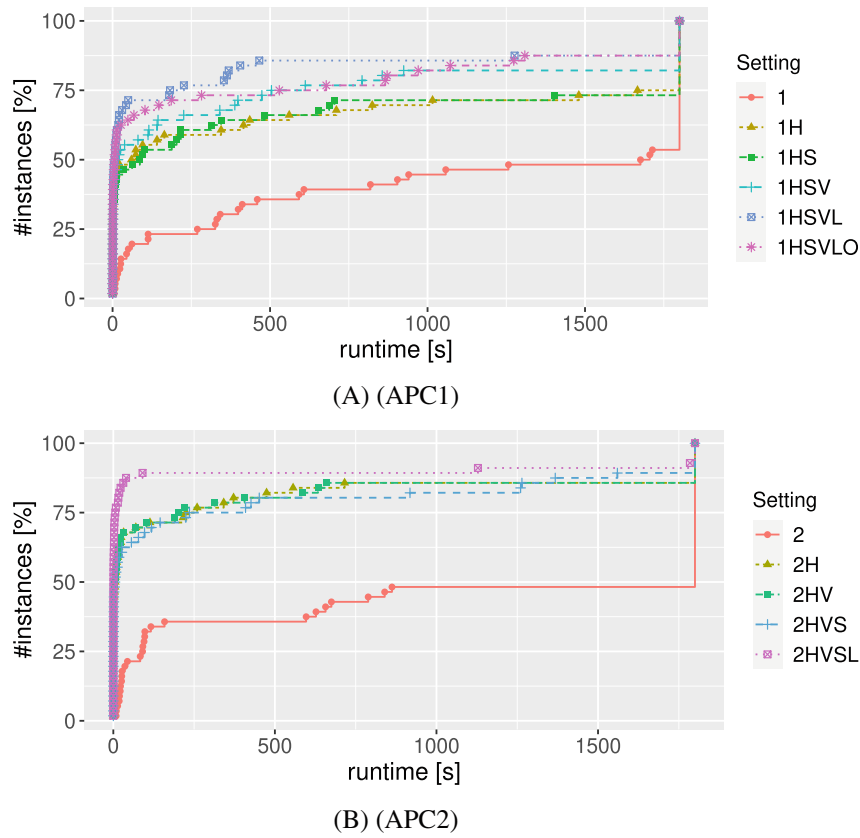 100
75
50
25
0
#instances [%]
0
500
1000
1500
runtime [s]
Setting
1
1H
1HS
1HSV
1HSVL
1HSVLO
(A) (APC1)
100
75
50
25
0
#instances [%]
0
500
1000
1500
runtime [s]
Setting
2
2H
2HV
2HVS
2HVSL
(B) (APC2)